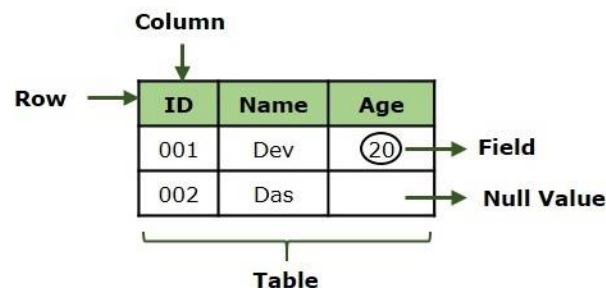 Column
Row
ID Name Age
001 Dev 20
Field
002 Das
Null Value
Table